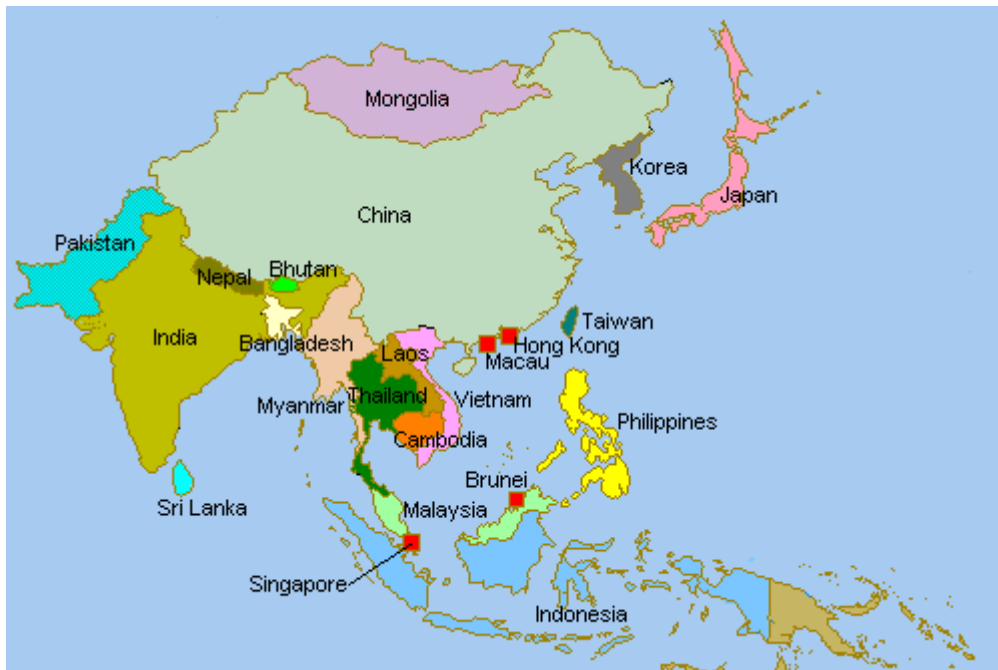 Mongolia
Korea
Japan
China
Pakistan
Bhutan
Nepal
Taiwan
India
Bangladesh
Hong Kong
Laos
Macau
Thailand
Vietnam
Myanmar
Philippines
Cambodia
Brunei
Sri Lanka
Malaysia
Singapore
Indonesia